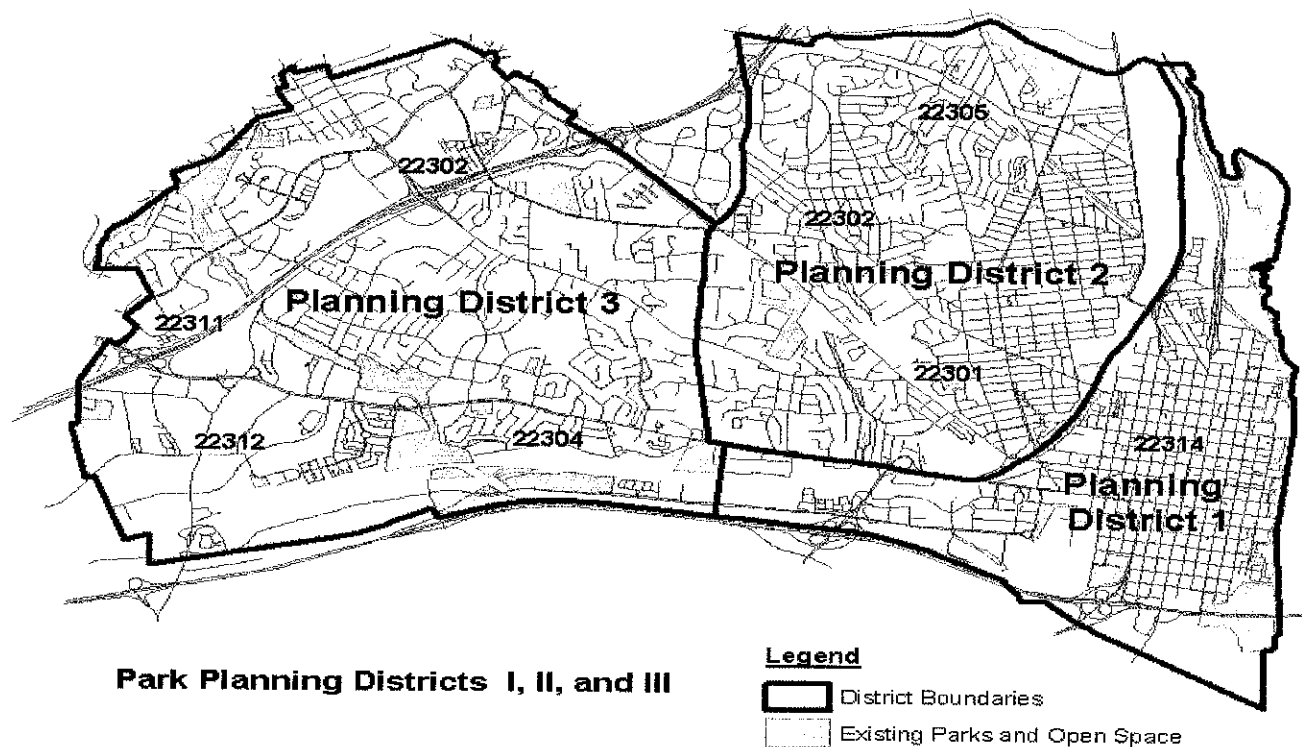 22305
22302
22302
Planning District 2
Planning District 3
22311
22301
22312
22304
22314
Planning
District 1
Park Planning Districts I, II, and III
Legend
District Boundaries
Existing Parks and Open Space